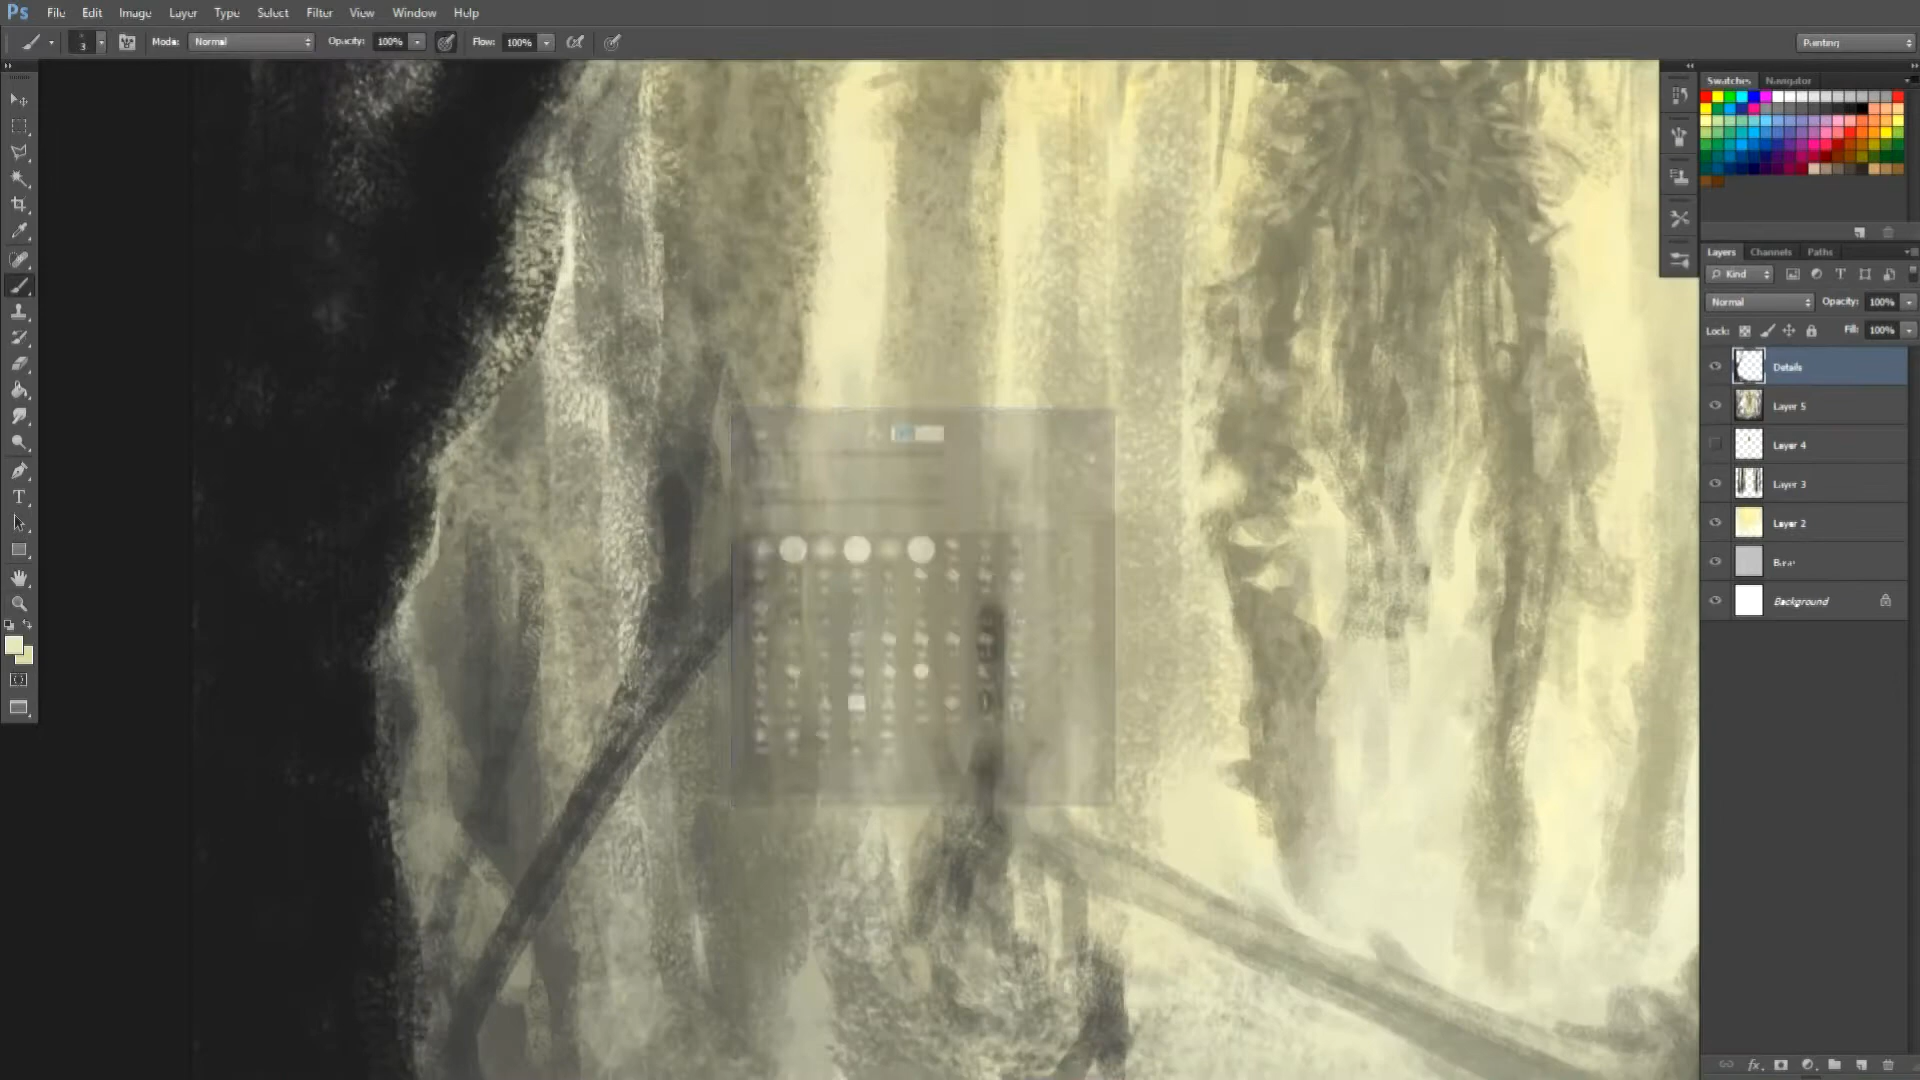 Ps File Edit Image Layer Type Select Filter View Window Help
3 Mode: Normal Opacity: 100% Flow: 100% Painting
Swatches Navigator
Layers Channels Paths
Kind
Normal Opacity: 100%
Lock: Fill: 100%
Details
Layer 5
Layer 4
Layer 3
Layer 2
Background